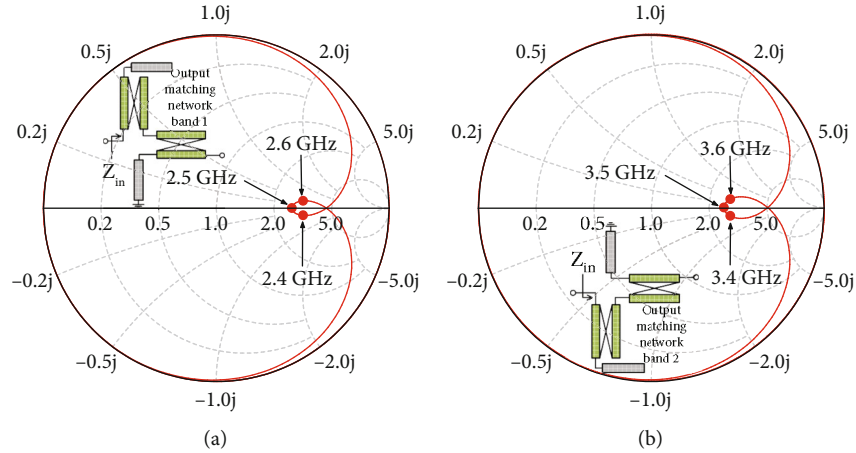 1.0j
0.5j
2.0j
Output
matching
network
band 1
0.2j
5.0j
2.6 GHz
Zin
2.5 GHz
0.2
0.5
1.0
2.0
5.0
2.4 GHz
–0.2j
–5.0j
–0.5j
–2.0j
–1.0j
(a)
1.0j
0.5j
2.0j
0.2j
5.0j
3.6 GHz
3.5 GHz
0.2
0.5
1.0
2.0
5.0
Zin
3.4 GHz
–0.2j
–5.0j
Output
matching
network
band 2
–0.5j
–2.0j
–1.0j
(b)